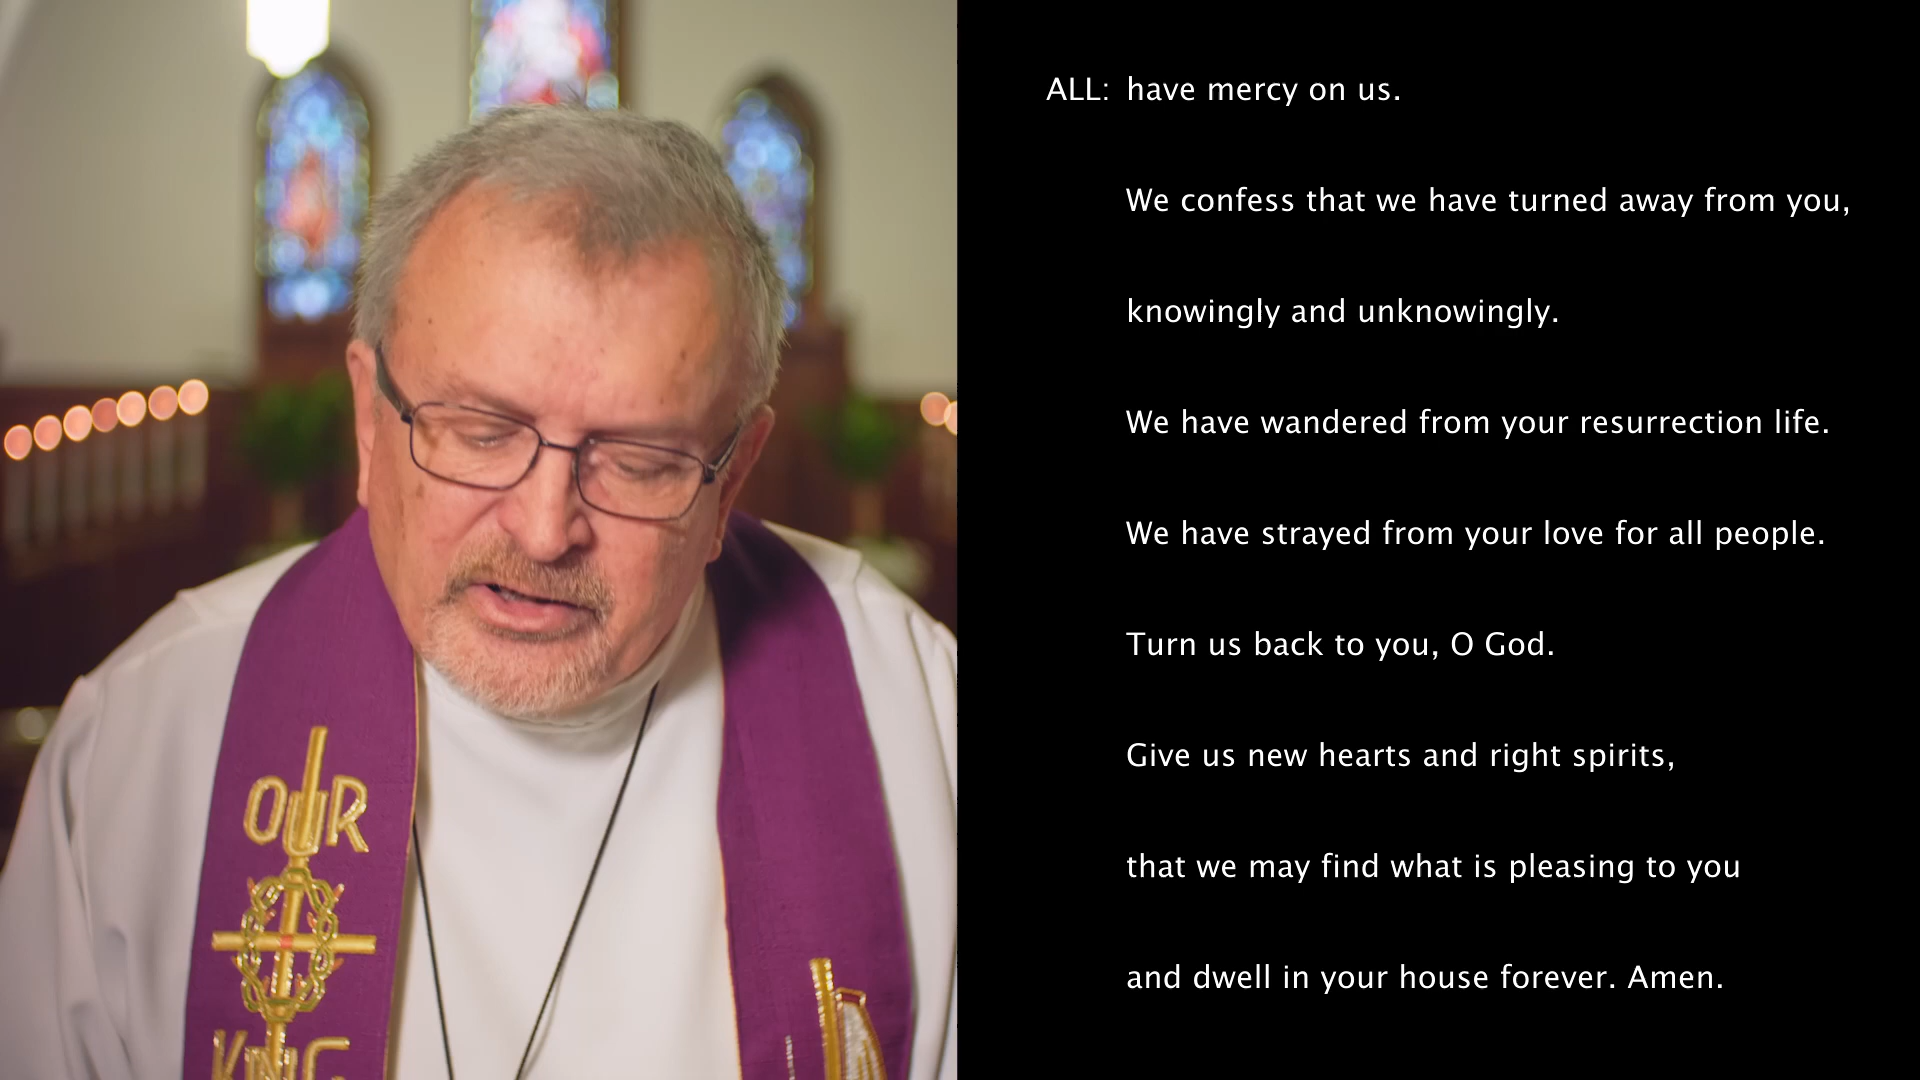 OUR
KING
ALL: have mercy on us.
We confess that we have turned away from you,
knowingly and unknowingly.
We have wandered from your resurrection life.
We have strayed from your love for all people.
Turn us back to you, O God.
Give us new hearts and right spirits,
that we may find what is pleasing to you
and dwell in your house forever. Amen.